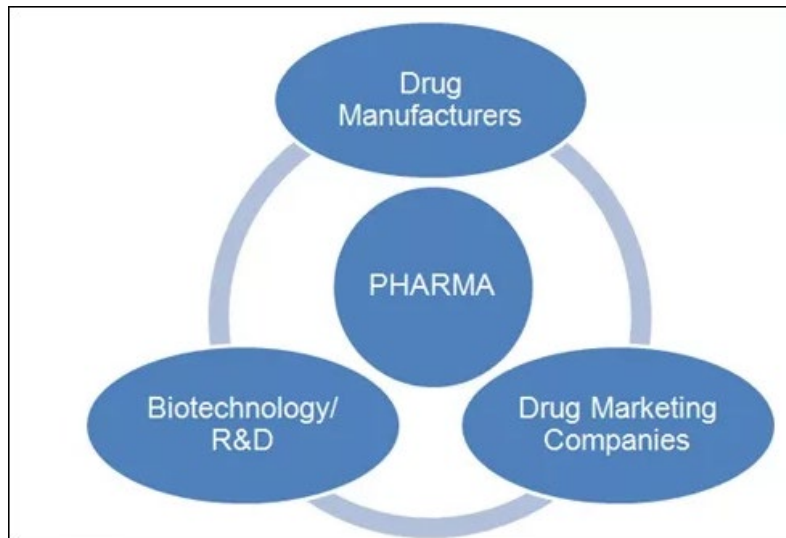 Drug
Manufacturers
PHARMA
Biotechnology/
R&D
Drug Marketing
Companies